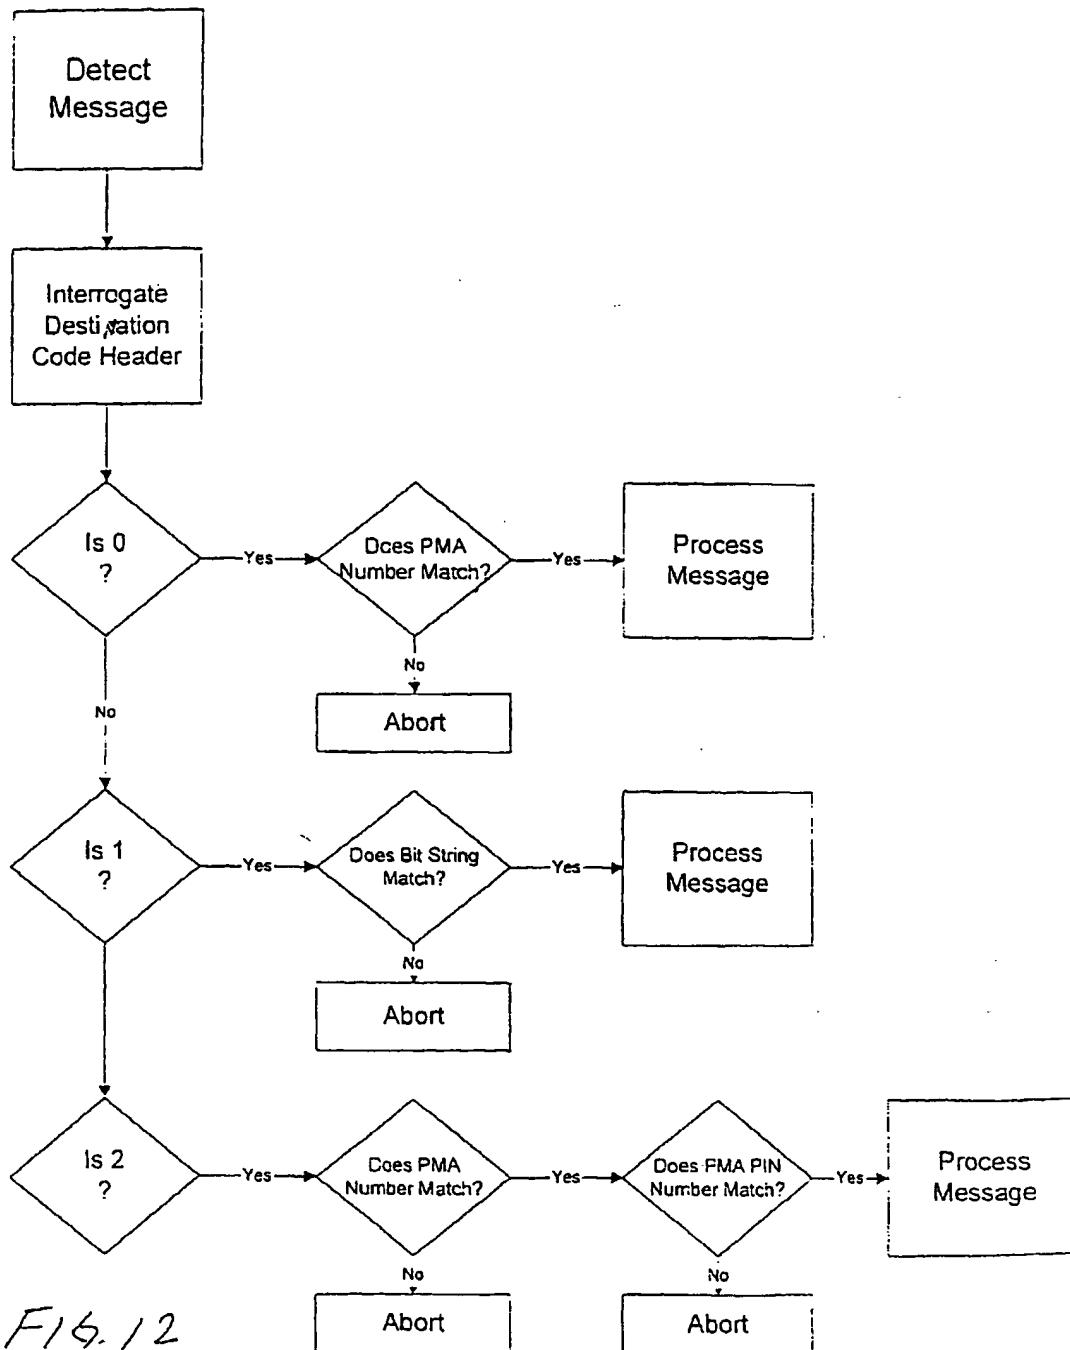 Detect
Message
Interrogate
Destination
Code Header
Is 0
?
Yes
Does PMA
Number Match?
Yes
Process
Message
No
Abort
No
Is 1
?
Yes
Does Bit String
Match?
Yes
Process
Message
No
Abort
Is 2
?
Yes
Does PMA
Number Match?
Yes
Does PMA PIN
Number Match?
Yes
Process
Message
No
Abort
No
Abort
FIG. 12